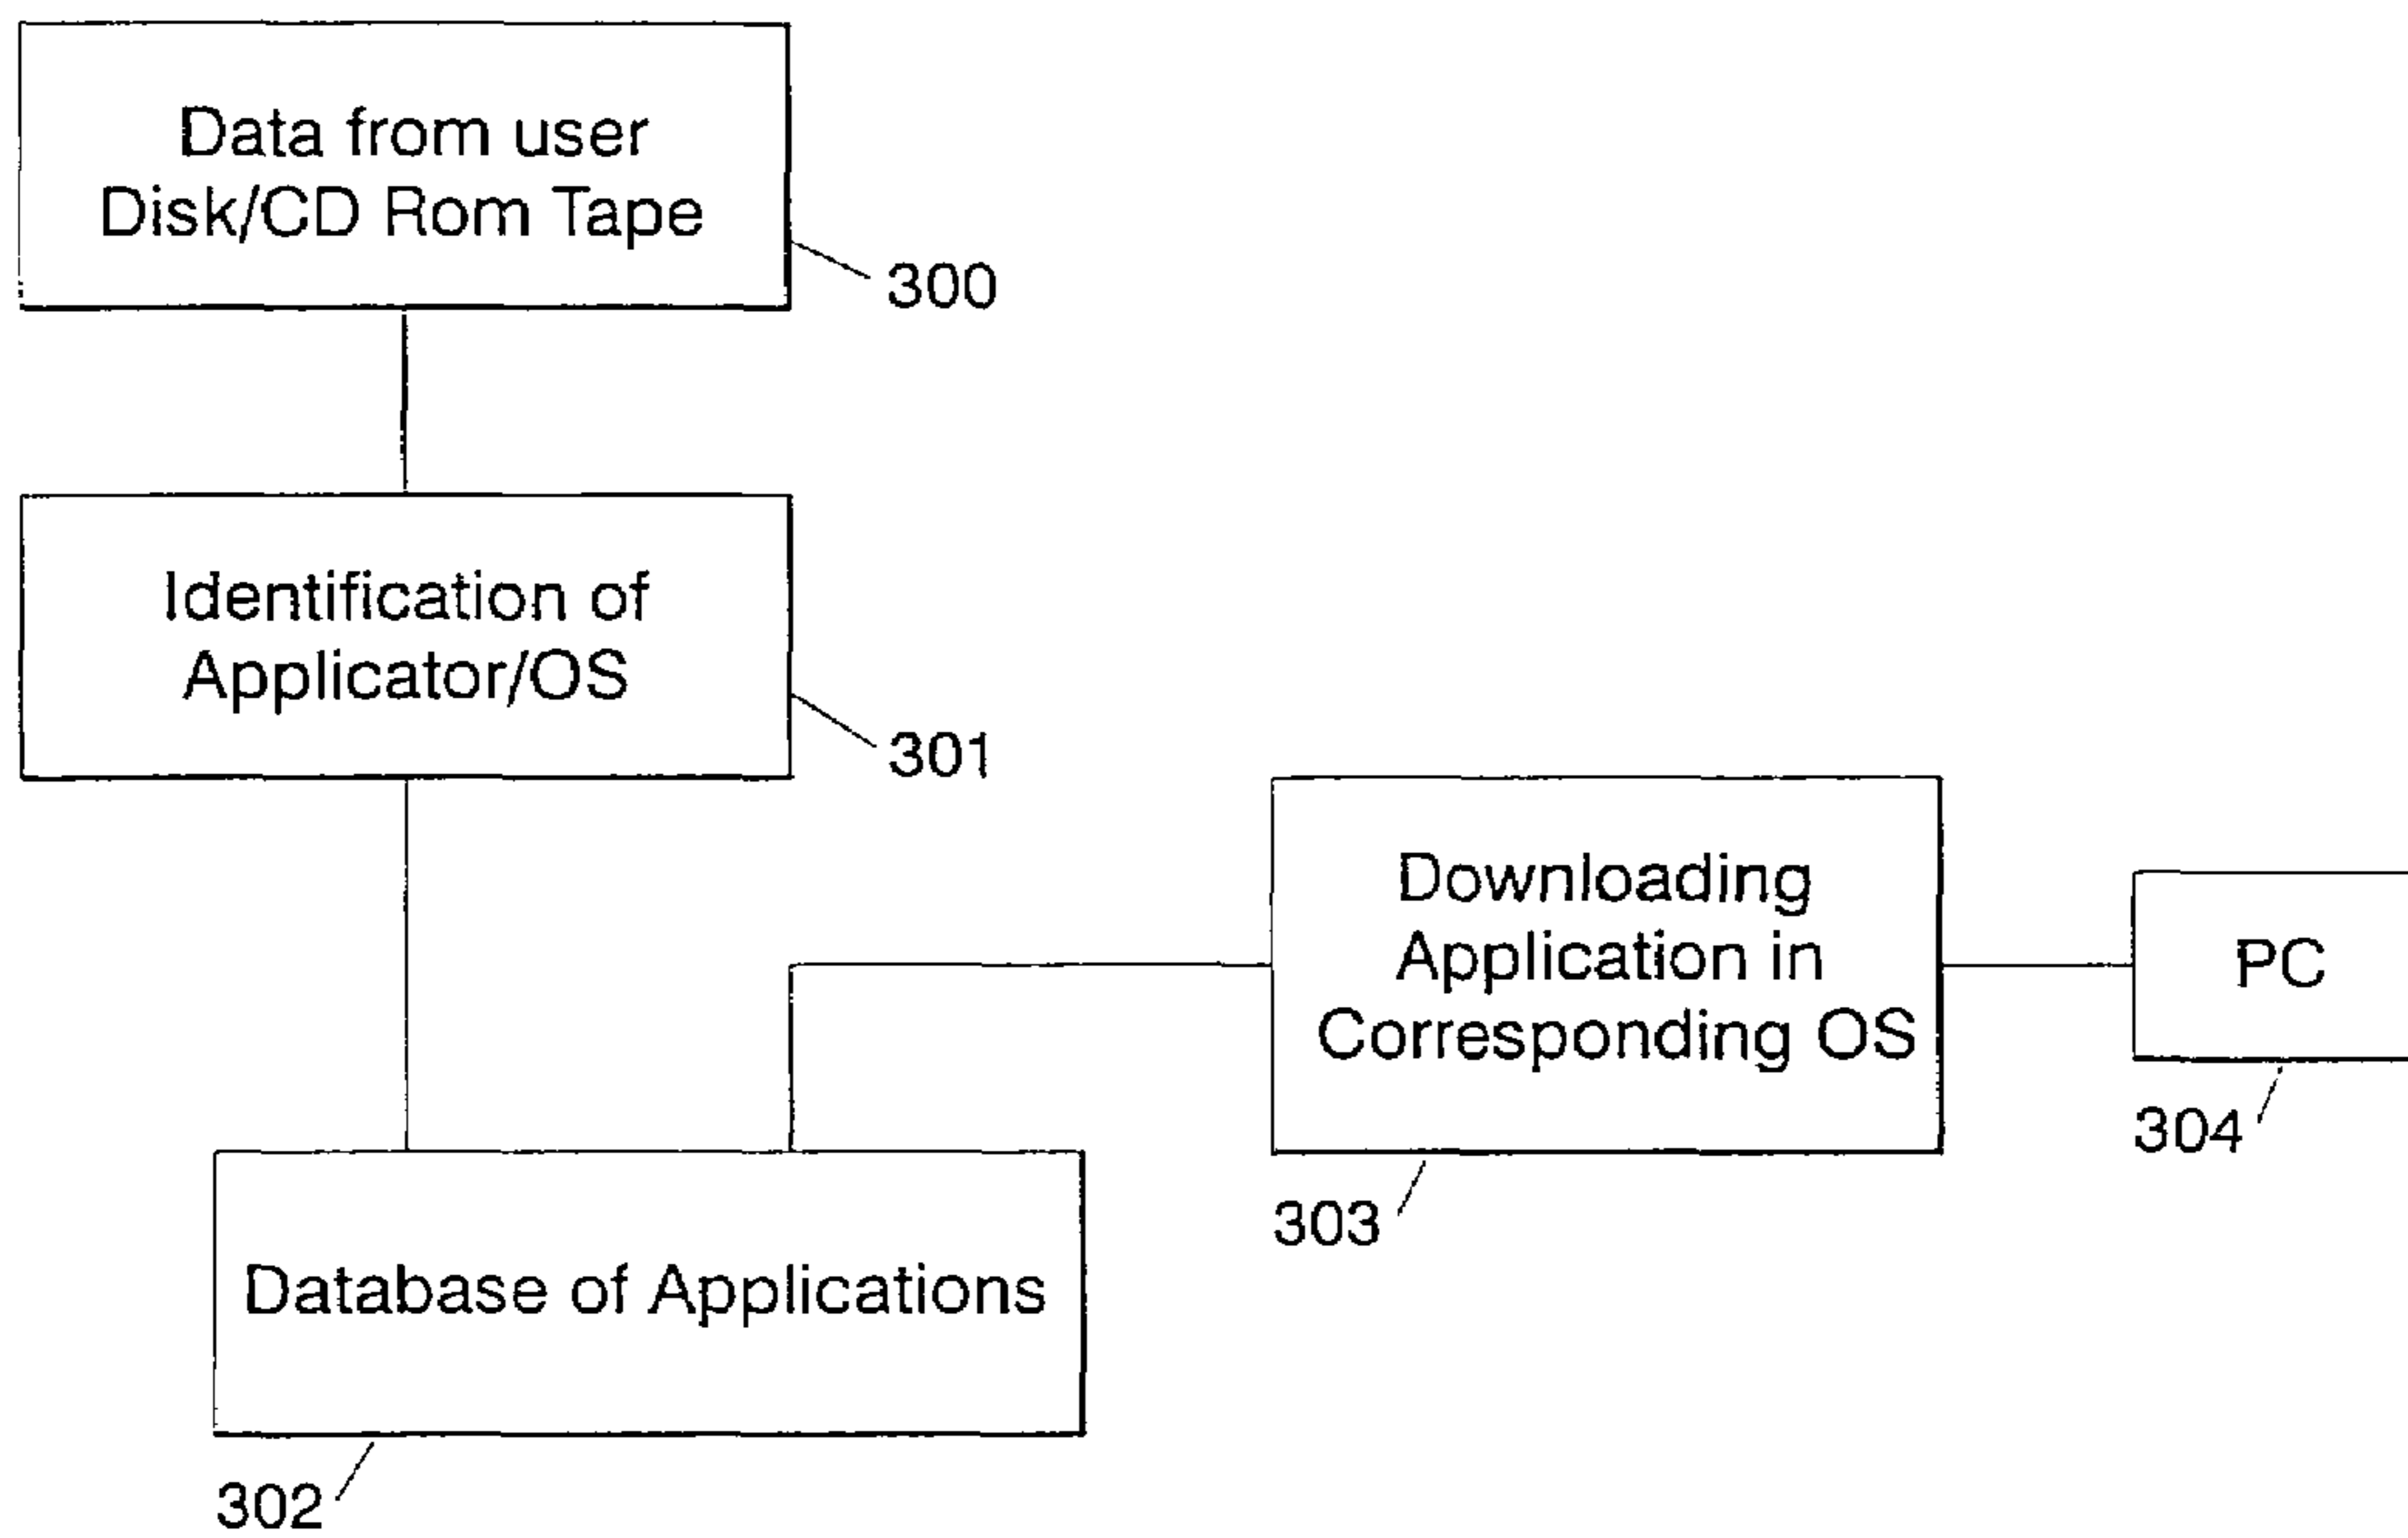 Data from user
Disk/CD Rom Tape
300
Identification of
Applicator/OS
301
Downloading
Application in
Corresponding OS
303
PC
304
Database of Applications
302